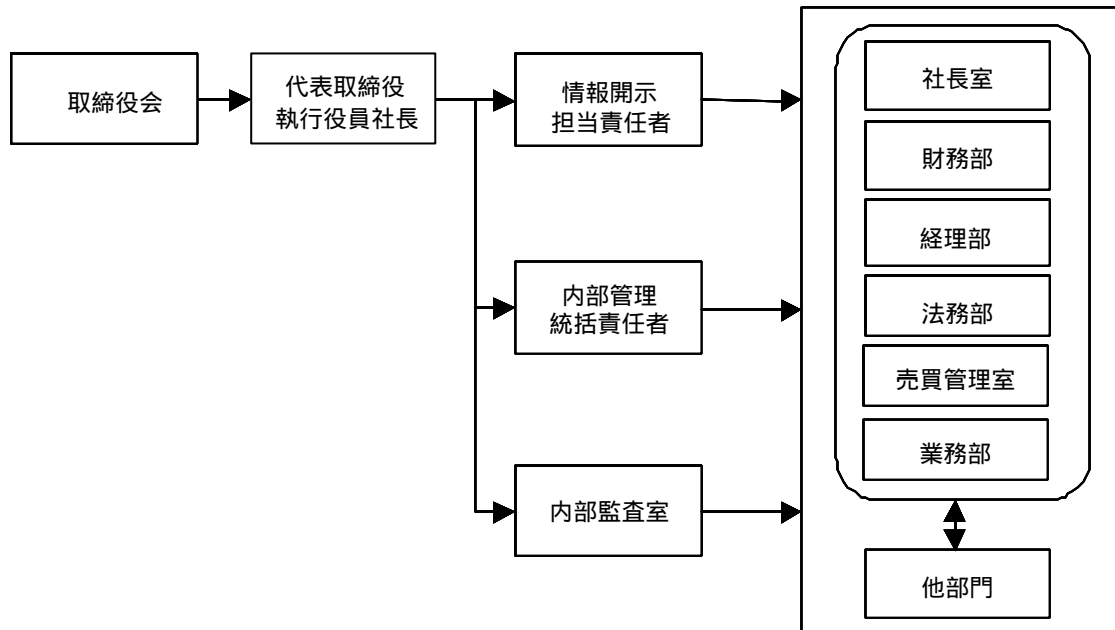 取締役会
代表取締役
執行役員社長
情報開示
担当責任者
内部管理
統括責任者
内部監査室
社長室
財務部
経理部
法務部
売買管理室
業務部
他部門